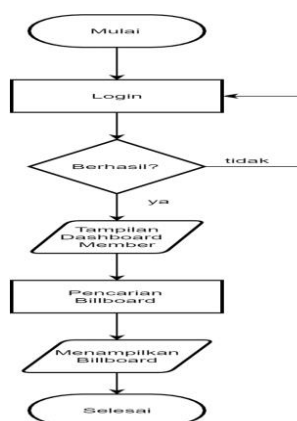 Mulai
Login
Berhasil?
tidak
ya
Tampilan
Dashboard
Member
Pencarian
Billboard
Menampilkan
Billboard
Selesai